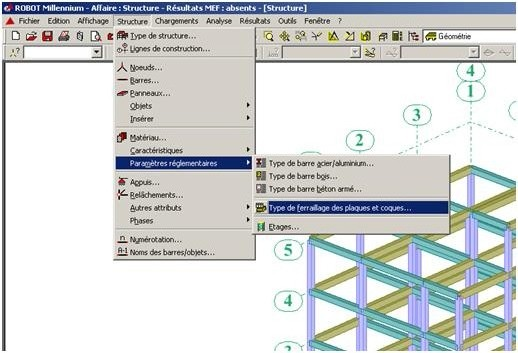 ROBOT Millennium - Affaire : Structure - Résultats MEF : absents - [Structure]
Fichier Edition Affichage Structure Chargements Analyse Résultats Outils Fenêtre ?
Géométrie
Type de structure...
Lignes de construction...
Noeuds...
Barres...
Panneaux...
Objets
Insérer
Matériau...
Caractéristiques
Paramètres réglementaires
Type de barre acier/aluminium...
Type de barre bois...
Type de barre béton armé...
Type de ferraillage des plaques et coques...
Etages...
Appuis...
Relâchements...
Autres attributs
Phases
Numérotation...
Noms des barres/objets...
4
1
3
2
5
4
3